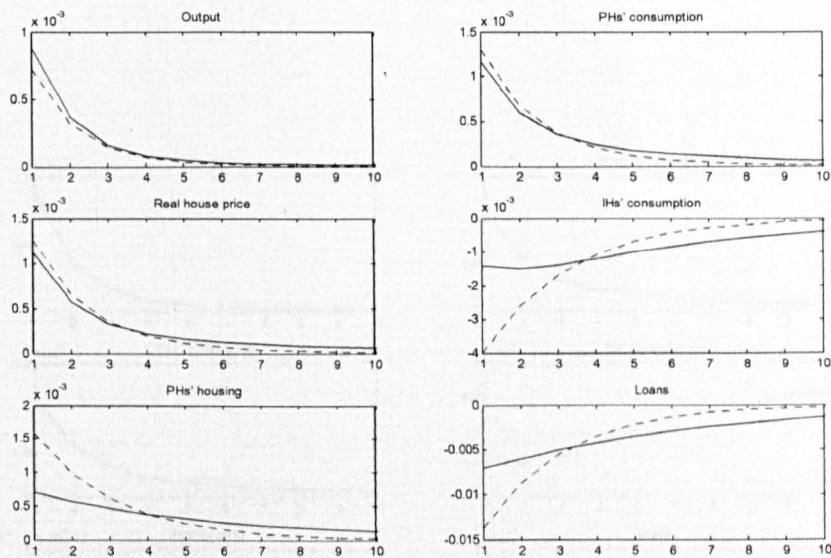 Output
x 10⁻³
1
0.5
0
1 2 3 4 5 6 7 8 9 10
PHs' consumption
x 10⁻³
1.5
1
0.5
0
1 2 3 4 5 6 7 8 9 10
Real house price
x 10⁻³
1.5
1
0.5
0
1 2 3 4 5 6 7 8 9 10
IHs' consumption
x 10⁻³
0
-1
-2
-3
-4
1 2 3 4 5 6 7 8 9 10
PHs' housing
x 10⁻³
2
1.5
1
0.5
0
1 2 3 4 5 6 7 8 9 10
Loans
0
-0.005
-0.01
-0.015
1 2 3 4 5 6 7 8 9 10